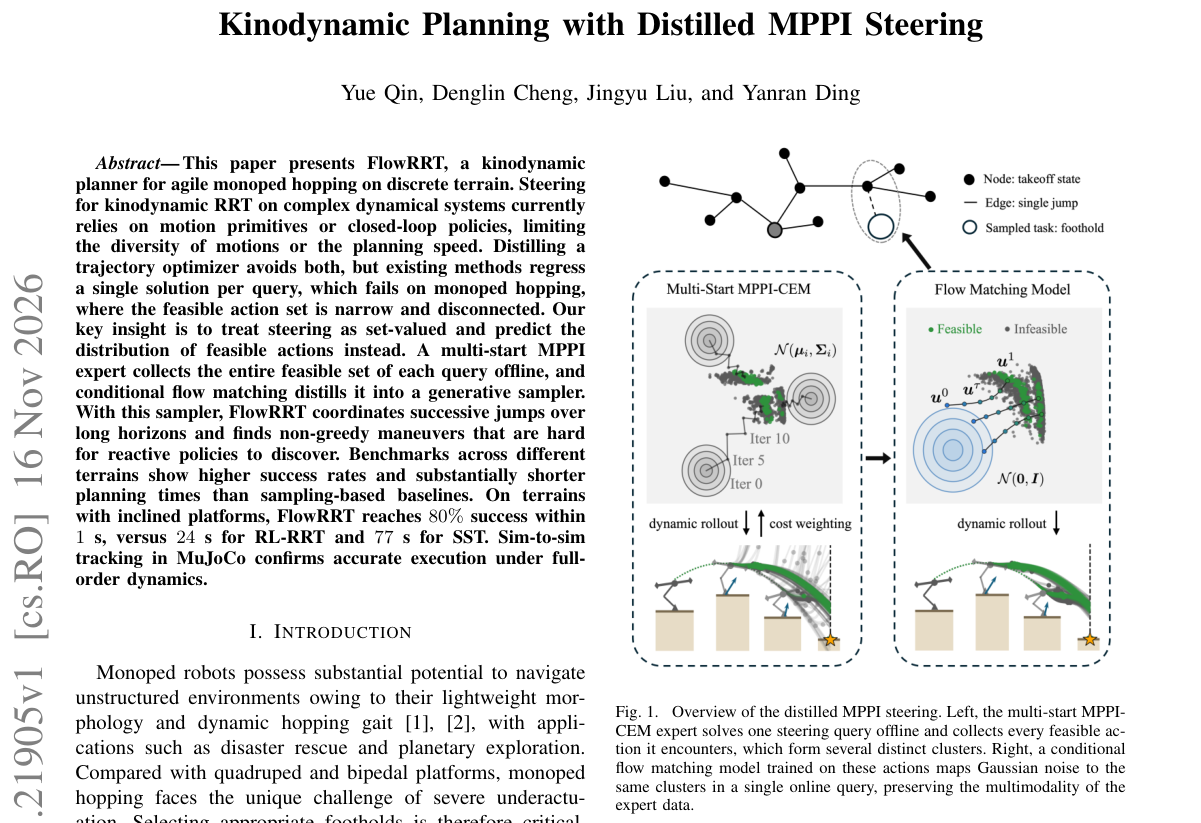 Kinodynamic Planning with Distilled MPPI Steering
Yue Qin, Denglin Cheng, Jingyu Liu, and Yanran Ding
.21905v1 [cs.RO] 16 Nov 2026
Abstract—This paper presents FlowRRT, a kinodynamic
planner for agile monoped hopping on discrete terrain. Steering
for kinodynamic RRT on complex dynamical systems currently
relies on motion primitives or closed-loop policies, limiting
the diversity of motions or the planning speed. Distilling a
trajectory optimizer avoids both, but existing methods regress
a single solution per query, which fails on monoped hopping,
where the feasible action set is narrow and disconnected. Our
key insight is to treat steering as set-valued and predict the
distribution of feasible actions instead. A multi-start MPPI
expert collects the entire feasible set of each query offline, and
conditional flow matching distills it into a generative sampler.
With this sampler, FlowRRT coordinates successive jumps over
long horizons and finds non-greedy maneuvers that are hard
for reactive policies to discover. Benchmarks across different
terrains show higher success rates and substantially shorter
planning times than sampling-based baselines. On terrains
with inclined platforms, FlowRRT reaches 80% success within
1 s, versus 24 s for RL-RRT and 77 s for SST. Sim-to-sim
tracking in MuJoCo confirms accurate execution under full-
order dynamics.
I. INTRODUCTION
Monoped robots possess substantial potential to navigate
unstructured environments owing to their lightweight mor-
phology and dynamic hopping gait [1], [2], with appli-
cations such as disaster rescue and planetary exploration.
Compared with quadruped and bipedal platforms, monoped
hopping faces the unique challenge of severe underactu-
ation. Selecting appropriate footholds is therefore critical,
Node: takeoff state
Edge: single jump
Sampled task: foothold
Multi-Start MPPI-CEM
N(μi, Σi)
Iter 10
Iter 5
Iter 0
dynamic rollout
cost weighting
Flow Matching Model
Feasible
Infeasible
u1
u0
uτ
N(0, I)
dynamic rollout
Fig. 1. Overview of the distilled MPPI steering. Left, the multi-start MPPI-
CEM expert solves one steering query offline and collects every feasible ac-
tion it encounters, which form several distinct clusters. Right, a conditional
flow matching model trained on these actions maps Gaussian noise to the
same clusters in a single online query, preserving the multimodality of the
expert data.